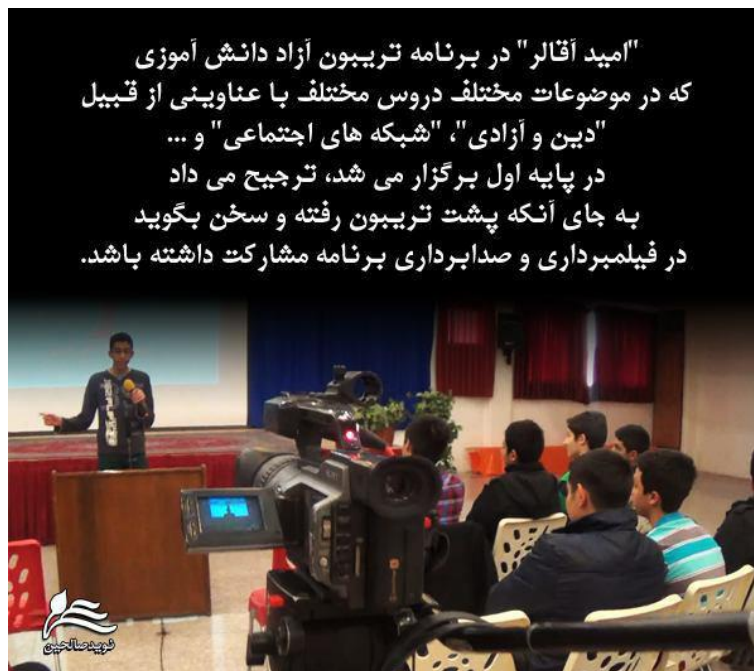 "امید آقالر" در برنامه تریبون آزاد دانش آموزی
که در موضوعات مختلف دروس مختلف با عناوینی از قبیل
"دین و آزادی"، "شبکه های اجتماعی" و ...
در پایه اول برگزار می شد، ترجیح می داد
به جای آنکه پشت تریبون رفته و سخن بگوید
در فیلمبرداری و صدابرداری برنامه مشارکت داشته باشد.
نویدصالحین